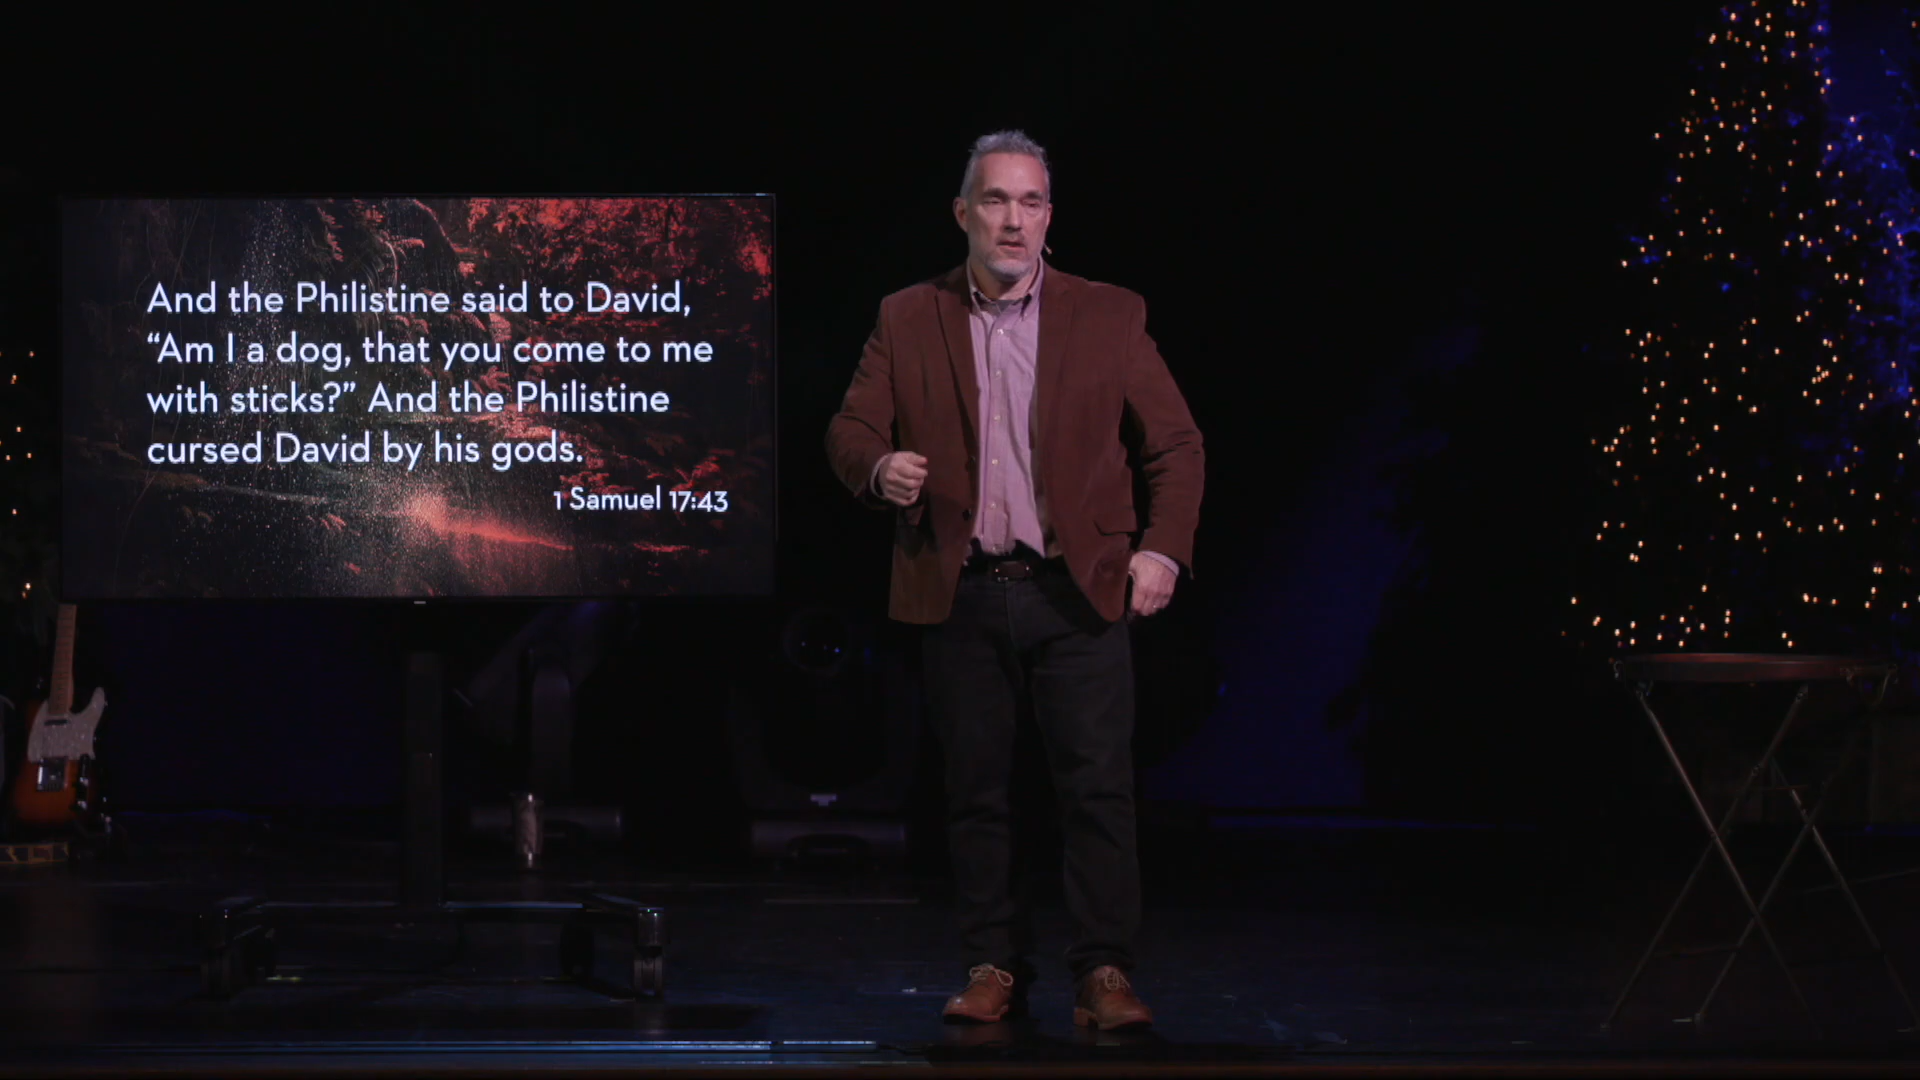 And the Philistine said to David,
“Am I a dog, that you come to me
with sticks?” And the Philistine
cursed David by his gods.
1 Samuel 17:43